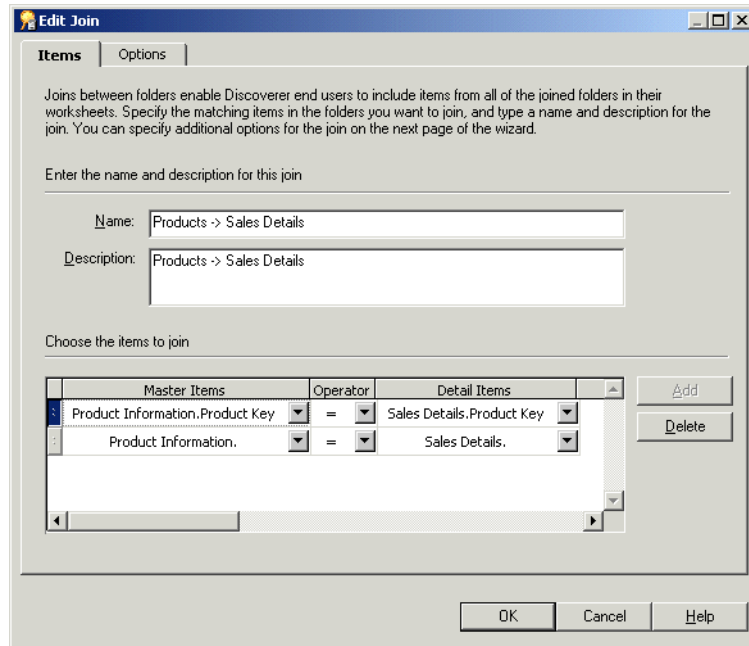 Edit Join
Items Options
Joins between folders enable Discoverer end users to include items from all of the joined folders in their
worksheets. Specify the matching items in the folders you want to join, and type a name and description for the
join. You can specify additional options for the join on the next page of the wizard.
Enter the name and description for this join
Name: Products -> Sales Details
Description: Products -> Sales Details
Choose the items to join
Master Items Operator Detail Items
Product Information.Product Key = Sales Details.Product Key
Product Information. = Sales Details.
Add
Delete
OK Cancel Help